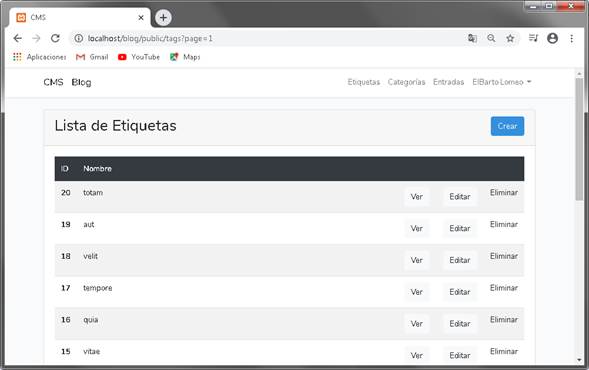 CMS
localhost/blog/public/tags?page=1
Aplicaciones Gmail YouTube Maps
CMS Blog Etiquetas Categorías Entradas ElBarto Lomeo
Lista de Etiquetas Crear
ID Nombre
20 totam Ver Editar Eliminar
19 aut Ver Editar Eliminar
18 velit Ver Editar Eliminar
17 tempore Ver Editar Eliminar
16 quia Ver Editar Eliminar
15 vitae Ver Editar Eliminar